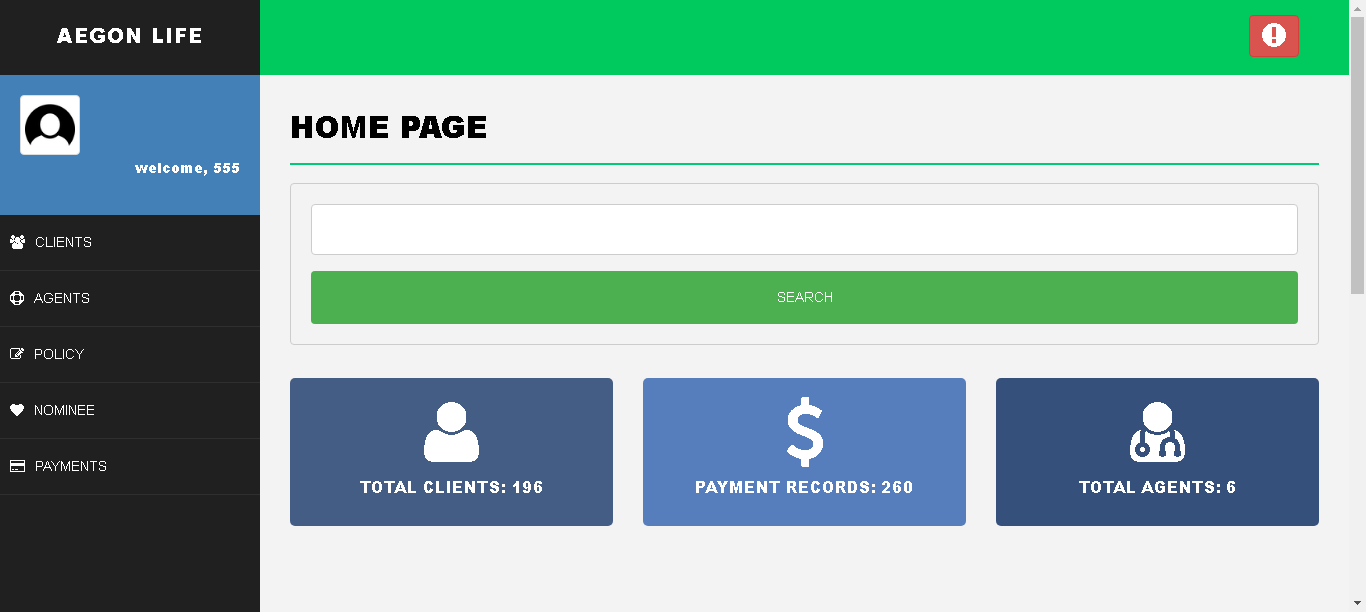 AEGON LIFE
welcome, 555
CLIENTS
AGENTS
POLICY
NOMINEE
PAYMENTS
HOME PAGE
SEARCH
TOTAL CLIENTS: 196
PAYMENT RECORDS: 260
TOTAL AGENTS: 6